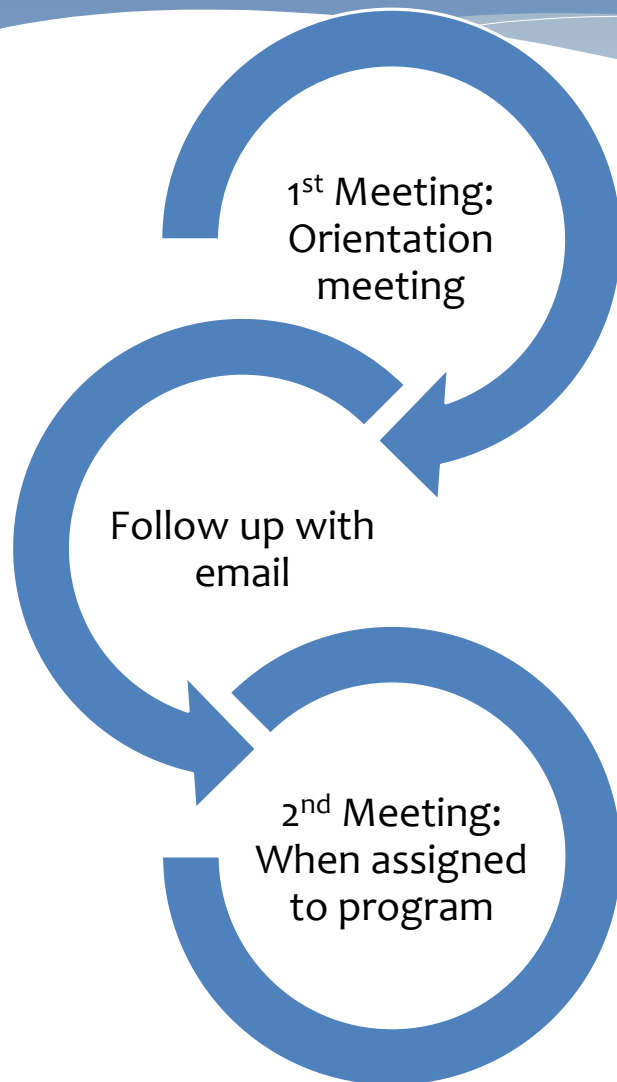 1st Meeting:
Orientation
meeting
Follow up with
email
2nd Meeting:
When assigned
to program